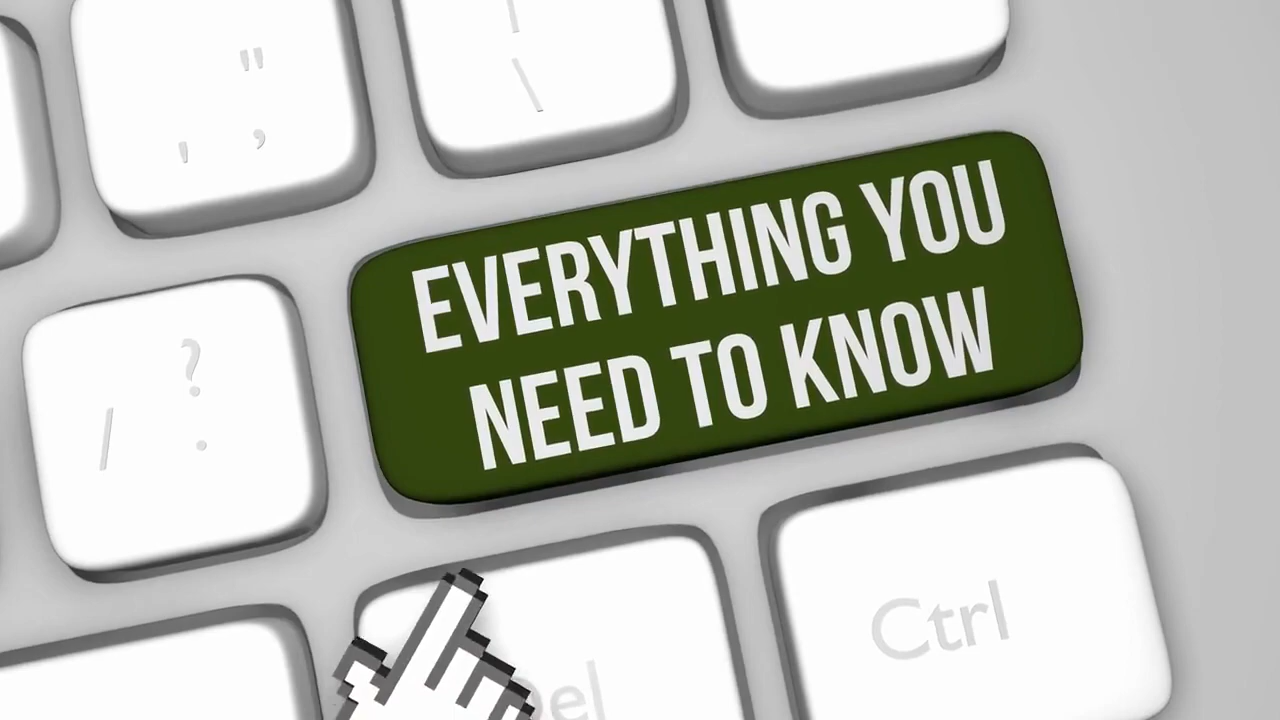 "
' ,
|
\
EVERYTHING YOU
NEED TO KNOW
?
/ .
Ctrl